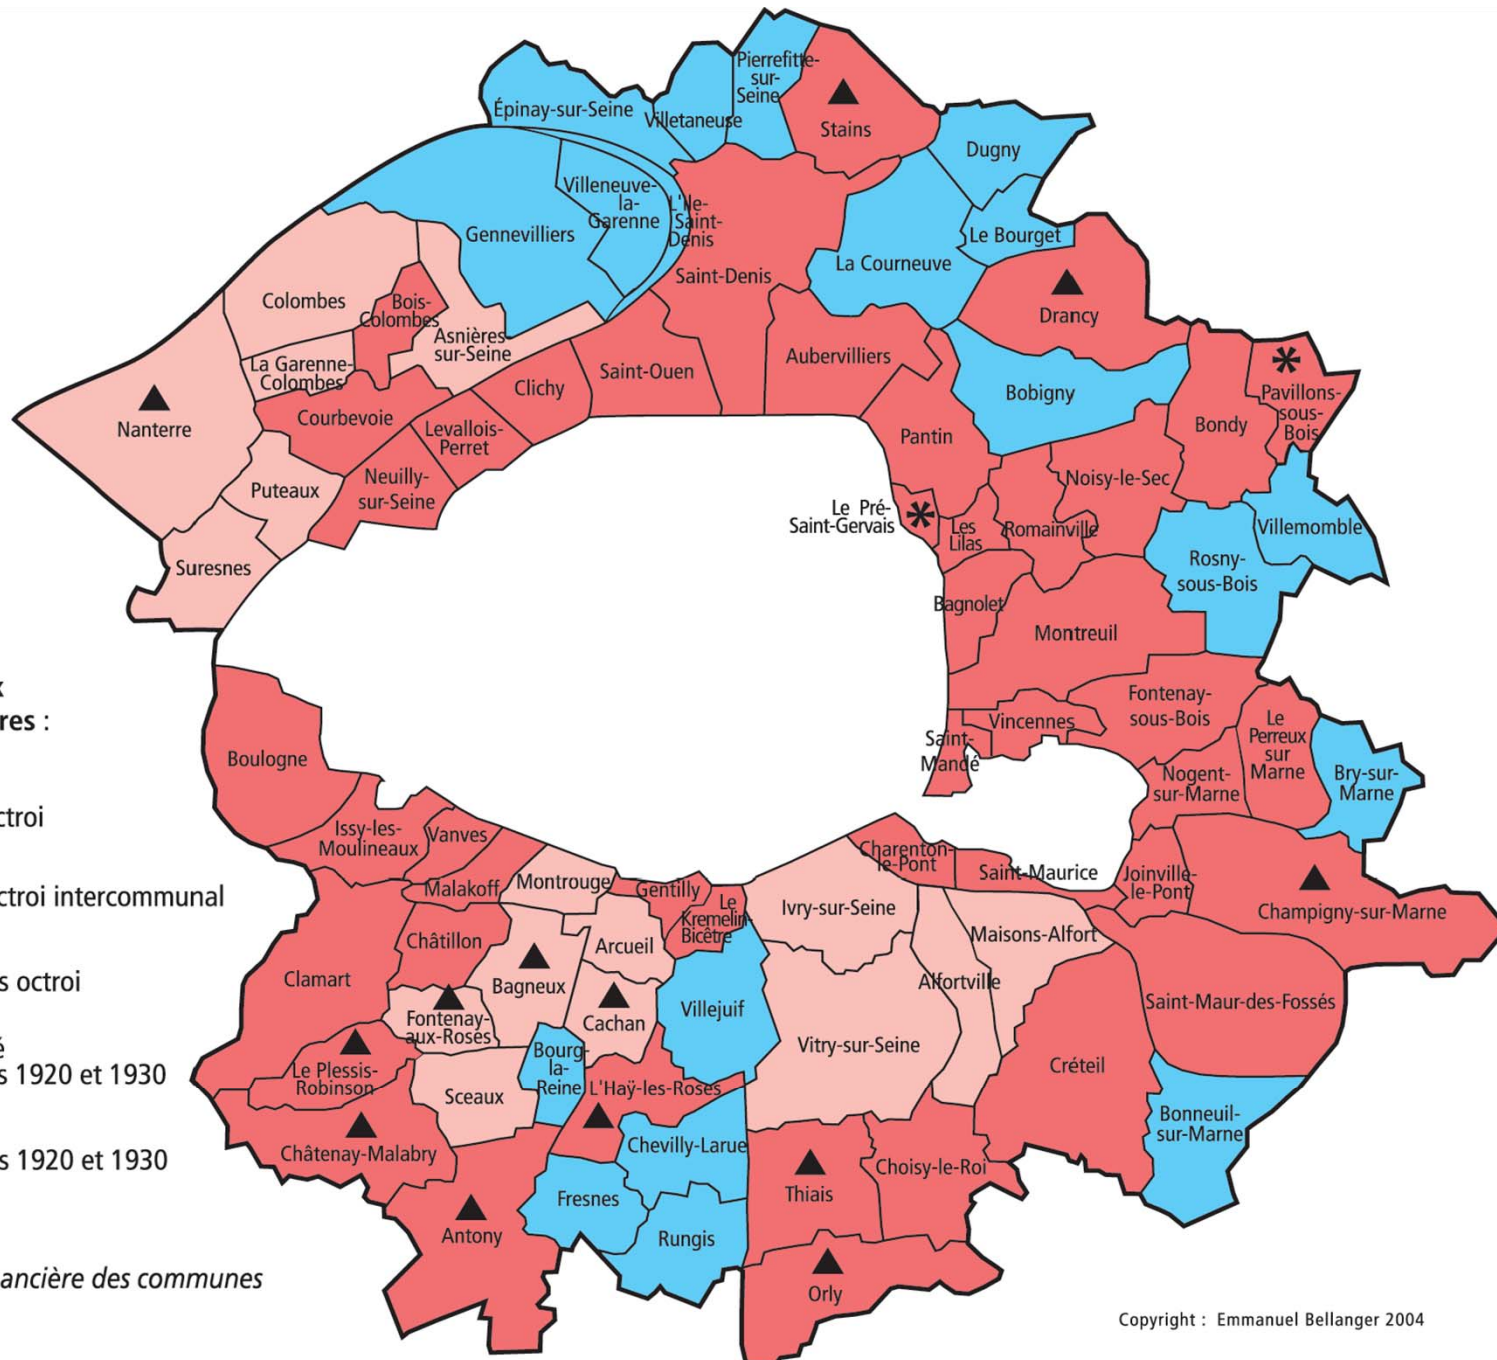 Pierrefitte-
sur-
Seine
Épinay-sur-Seine
Villetaneuse
Stains
Dugny
Villeneuve-
la-
Garenne
L'Ile-
Saint-
Denis
Gennevilliers
Le Bourget
La Courneuve
Saint-Denis
Colombes
Bois-
Colombes
Drancy
Asnières
sur-Seine
La Garenne-
Colombes
Aubervilliers
Saint-Ouen
Clichy
Bobigny
Pavillons-
sous-
Bois
Nanterre
Courbevoie
Levallois-
Perret
Pantin
Bondy
Puteaux
Neuilly-
sur-Seine
Noisy-le-Sec
Le Pré-
Saint-Gervais
Les
Lilas
Romainville
Villemomble
Suresnes
Rosny-
sous-Bois
Bagnolet
Montreuil
res :
Fontenay-
sous-Bois
Le
Perreux
sur
Marne
Vincennes
Saint-
Mandé
Boulogne
Nogent-
sur-Marne
Bry-sur-
Marne
ctroi
Issy-les-
Moulineaux
Vanves
Charenton-
le-Pont
Saint-Maurice
Joinville-
le-Pont
Malakoff
Montrouge
Gentilly
Le
Kremelin-
Bicêtre
Ivry-sur-Seine
ctroi intercommunal
Champigny-sur-Marne
Châtillon
Arcueil
Maisons-Alfort
Clamart
Bagneux
Alfortville
s octroi
Saint-Maur-des-Fossés
Villejuif
Fontenay-
aux-Roses
Cachan
Vitry-sur-Seine
é
s 1920 et 1930
Le Plessis-
Robinson
Bourg-
la-
Reine
Créteil
Sceaux
L'Haÿ-les-Roses
Bonneuil-
sur-Marne
Châtenay-Malabry
Chevilly-Larue
s 1920 et 1930
Thiais
Choisy-le-Roi
Fresnes
Antony
Rungis
ancière des communes
Orly
Copyright : Emmanuel Bellanger 2004